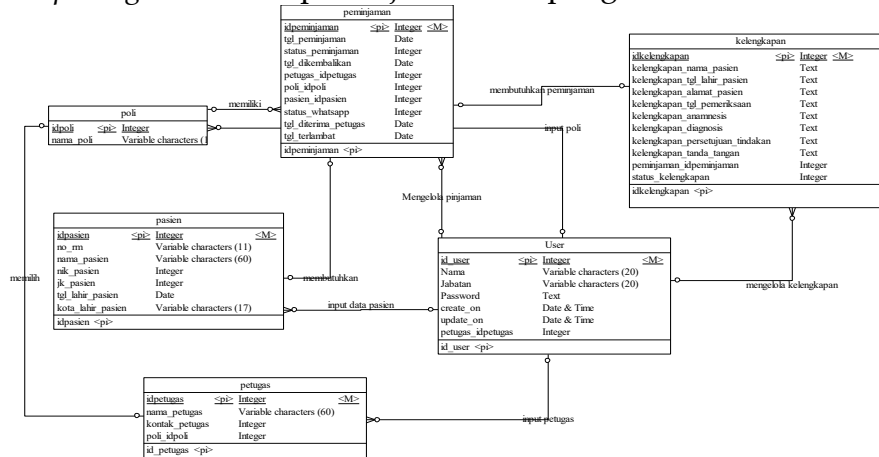 peminjaman
idpeminjaman <pi> Integer <M>
tgl_peminjaman Date
status_peminjaman Integer
tgl_dikembalikan Date
petugas_idpetugas Integer
poli_idpoli Integer
pasien_idpasien Integer
status_whatsapp Integer
tgl_diterima_petugas Date
tgl_terlambat Date
idpeminjaman <pi>
kelengkapan
idkelengkapan <pi> Integer <M>
kelengkapan_nama_pasien Text
kelengkapan_tgl_lahir_pasien Text
kelengkapan_alamat_pasien Text
kelengkapan_tgl_pemeriksaan Text
kelengkapan_anamnesis Text
kelengkapan_diagnosis Text
kelengkapan_persetujuan_tindakan Text
kelengkapan_tanda_tangan Text
peminjaman_idpeminjaman Integer
status_kelengkapan Integer
idkelengkapan <pi>
membutuhkan peminjaman
memiliki
poli
idpoli <pi> Integer
nama_poli Variable characters (1
input poli
Mengelola pinjaman
pasien
idpasien <pi> Integer <M>
no_rm Variable characters (11)
nama_pasien Variable characters (60)
nik_pasien Integer
jk_pasien Integer
tgl_lahir_pasien Date
kota_lahir_pasien Variable characters (17)
idpasien <pi>
memilih
membutuhkan
input data pasien
User
id_user <pi> Integer <M>
Nama Variable characters (20)
Jabatan Variable characters (20)
Password Text
create_on Date & Time
update_on Date & Time
petugas_idpetugas Integer
id_user <pi>
mengelola kelengkapan
petugas
idpetugas <pi> Integer <M>
nama_petugas Variable characters (60)
kontak_petugas Integer
poli_idpoli Integer
id_petugas <pi>
input petugas